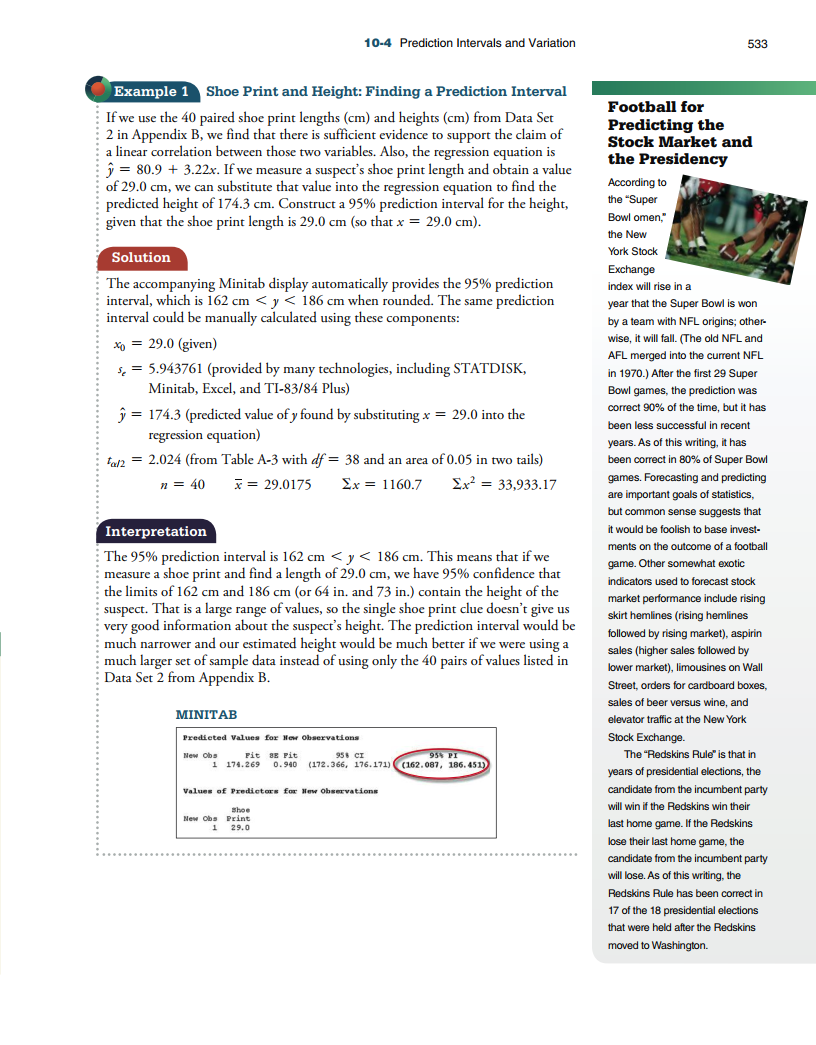 10-4 Prediction Intervals and Variation
533
Example 1 Shoe Print and Height: Finding a Prediction Interval
If we use the 40 paired shoe print lengths (cm) and heights (cm) from Data Set
2 in Appendix B, we find that there is sufficient evidence to support the claim of
a linear correlation between those two variables. Also, the regression equation is
ŷ = 80.9 + 3.22x. If we measure a suspect's shoe print length and obtain a value
of 29.0 cm, we can substitute that value into the regression equation to find the
predicted height of 174.3 cm. Construct a 95% prediction interval for the height,
given that the shoe print length is 29.0 cm (so that x = 29.0 cm).
Solution
The accompanying Minitab display automatically provides the 95% prediction
interval, which is 162 cm < y < 186 cm when rounded. The same prediction
interval could be manually calculated using these components:
x₀ = 29.0 (given)
sₑ = 5.943761 (provided by many technologies, including STATDISK,
Minitab, Excel, and TI-83/84 Plus)
ŷ = 174.3 (predicted value of y found by substituting x = 29.0 into the
regression equation)
tα/2 = 2.024 (from Table A-3 with df = 38 and an area of 0.05 in two tails)
n = 40 x̄ = 29.0175 Σx = 1160.7 Σx² = 33,933.17
Interpretation
The 95% prediction interval is 162 cm < y < 186 cm. This means that if we
measure a shoe print and find a length of 29.0 cm, we have 95% confidence that
the limits of 162 cm and 186 cm (or 64 in. and 73 in.) contain the height of the
suspect. That is a large range of values, so the single shoe print clue doesn't give us
very good information about the suspect's height. The prediction interval would be
much narrower and our estimated height would be much better if we were using a
much larger set of sample data instead of using only the 40 pairs of values listed in
Data Set 2 from Appendix B.
MINITAB
Predicted Values for New Observations
New Obs Fit SE Fit 95% CI 95% PI
1 174.269 0.940 (172.366, 176.171) (162.087, 186.451)
Values of Predictors for New Observations
Shoe
New Obs Print
1 29.0
Football for
Predicting the
Stock Market and
the Presidency
According to
the "Super
Bowl omen,"
the New
York Stock
Exchange
index will rise in a
year that the Super Bowl is won
by a team with NFL origins; other-
wise, it will fall. (The old NFL and
AFL merged into the current NFL
in 1970.) After the first 29 Super
Bowl games, the prediction was
correct 90% of the time, but it has
been less successful in recent
years. As of this writing, it has
been correct in 80% of Super Bowl
games. Forecasting and predicting
are important goals of statistics,
but common sense suggests that
it would be foolish to base invest-
ments on the outcome of a football
game. Other somewhat exotic
indicators used to forecast stock
market performance include rising
skirt hemlines (rising hemlines
followed by rising market), aspirin
sales (higher sales followed by
lower market), limousines on Wall
Street, orders for cardboard boxes,
sales of beer versus wine, and
elevator traffic at the New York
Stock Exchange.
The "Redskins Rule" is that in
years of presidential elections, the
candidate from the incumbent party
will win if the Redskins win their
last home game. If the Redskins
lose their last home game, the
candidate from the incumbent party
will lose. As of this writing, the
Redskins Rule has been correct in
17 of the 18 presidential elections
that were held after the Redskins
moved to Washington.